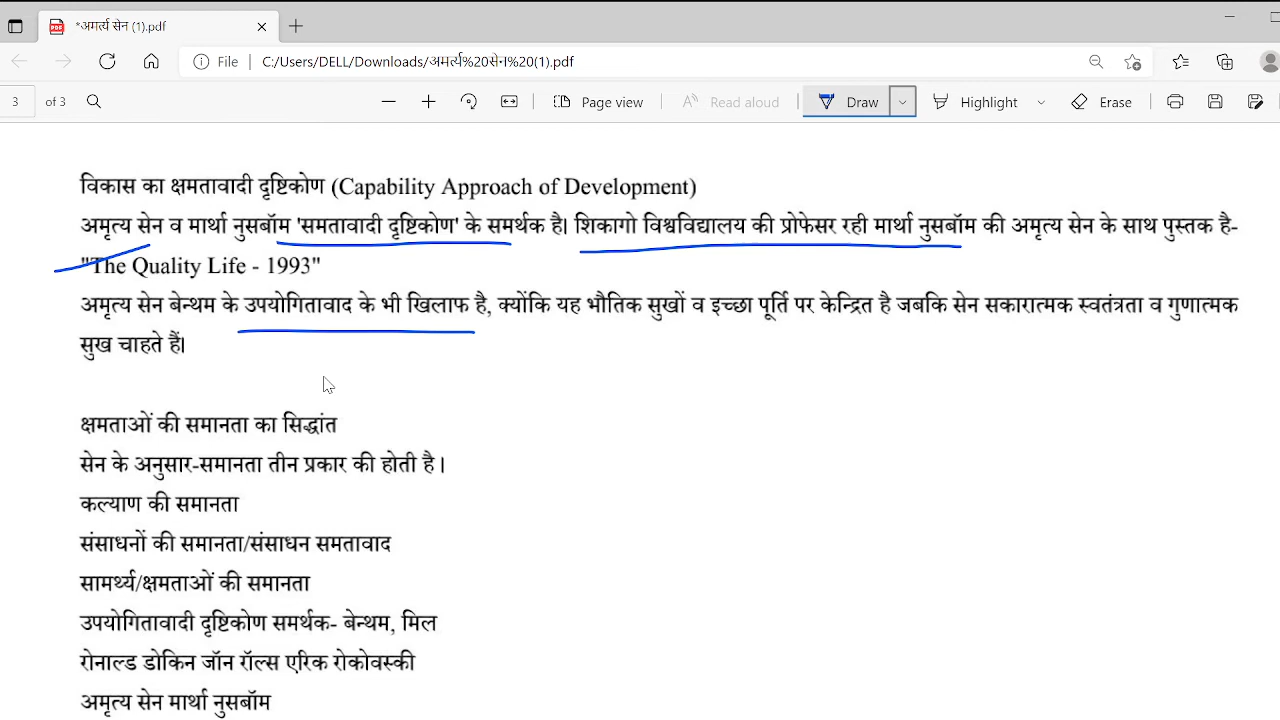 *अमर्त्य सेन (1).pdf
File C:/Users/DELL/Downloads/अमर्त्य%20सेन%20(1).pdf
3 of 3 Page view Read aloud Draw Highlight Erase
विकास का क्षमतावादी दृष्टिकोण (Capability Approach of Development)
अमृत्य सेन व मार्था नुसबॉम 'समतावादी दृष्टिकोण' के समर्थक है। शिकागो विश्वविद्यालय की प्रोफेसर रही मार्था नुसबॉम की अमृत्य सेन के साथ पुस्तक है-
"The Quality Life - 1993"
अमृत्य सेन बेन्थम के उपयोगितावाद के भी खिलाफ है, क्योंकि यह भौतिक सुखों व इच्छा पूर्ति पर केन्द्रित है जबकि सेन सकारात्मक स्वतंत्रता व गुणात्मक
सुख चाहते हैं।
क्षमताओं की समानता का सिद्धांत
सेन के अनुसार-समानता तीन प्रकार की होती है।
कल्याण की समानता
संसाधनों की समानता/संसाधन समतावाद
सामर्थ्य/क्षमताओं की समानता
उपयोगितावादी दृष्टिकोण समर्थक- बेन्थम, मिल
रोनाल्ड डोकिन जॉन रॉल्स एरिक रोकोवस्की
अमृत्य सेन मार्था नुसबॉम